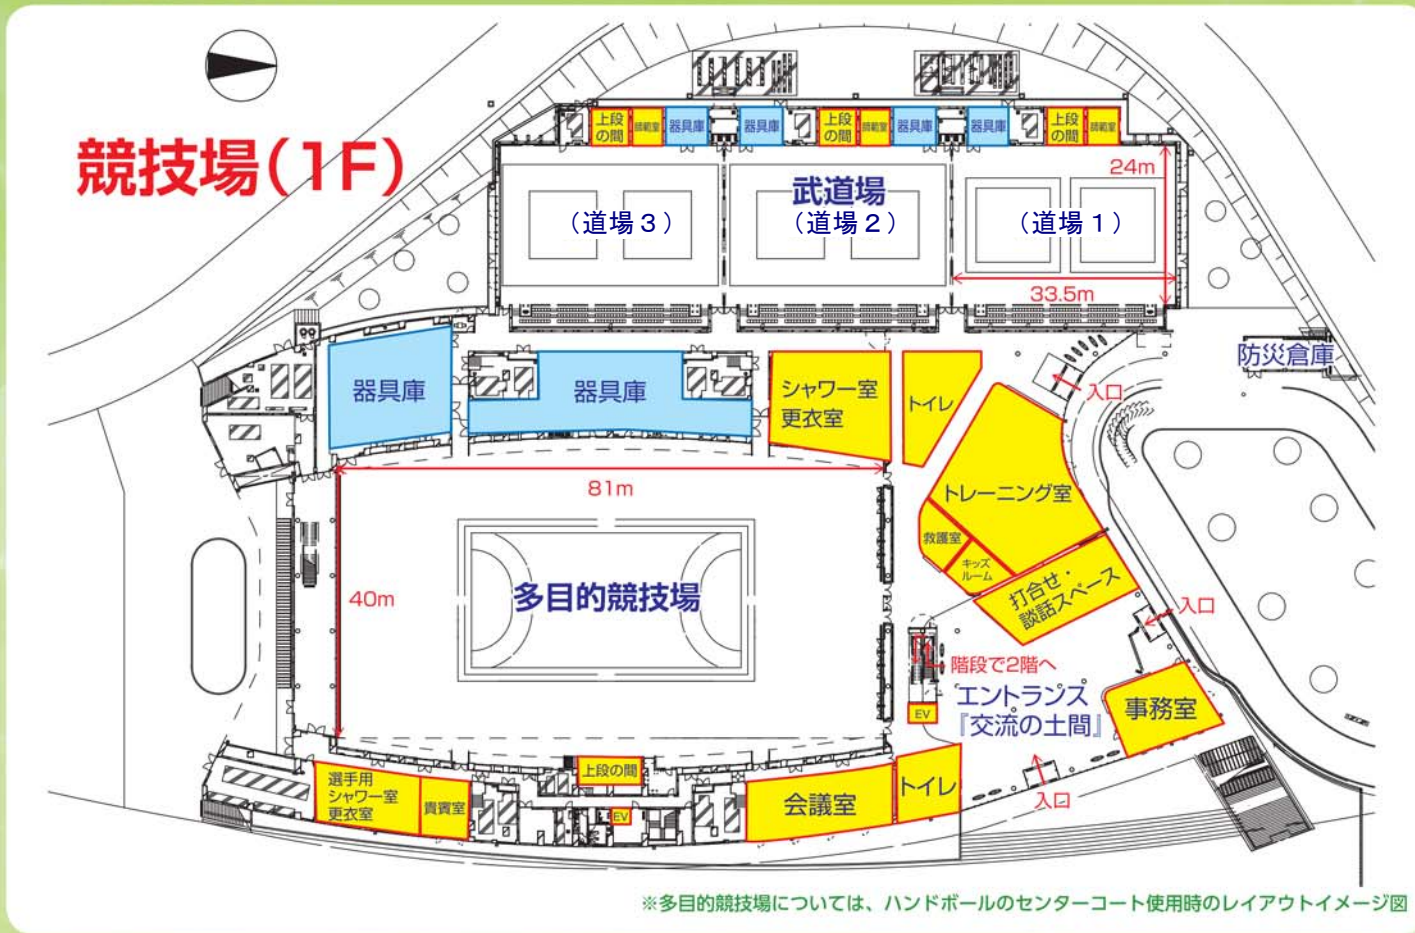 競技場(1F)
上段
の間
師範室
器具庫
器具庫
上段
の間
師範室
器具庫
器具庫
上段
の間
師範室
24m
武道場
(道場3)
(道場2)
(道場1)
33.5m
防災倉庫
器具庫
器具庫
シャワー室
更衣室
トイレ
入口
81m
トレーニング室
救護室
キッズ
ルーム
打合せ・
談話スペース
40m
多目的競技場
入口
階段で2階へ
EV
エントランス
『交流の土間』
事務室
選手用
シャワー室
更衣室
貴賓室
上段の間
EV
会議室
トイレ
入口
※多目的競技場については、ハンドボールのセンターコート使用時のレイアウトイメージ図